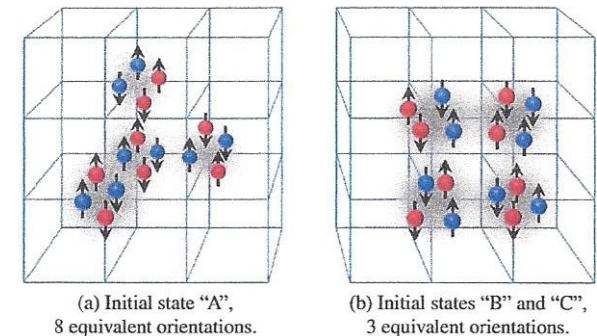 (a) Initial state “A”,
8 equivalent orientations.
(b) Initial states “B” and “C”,
3 equivalent orientations.